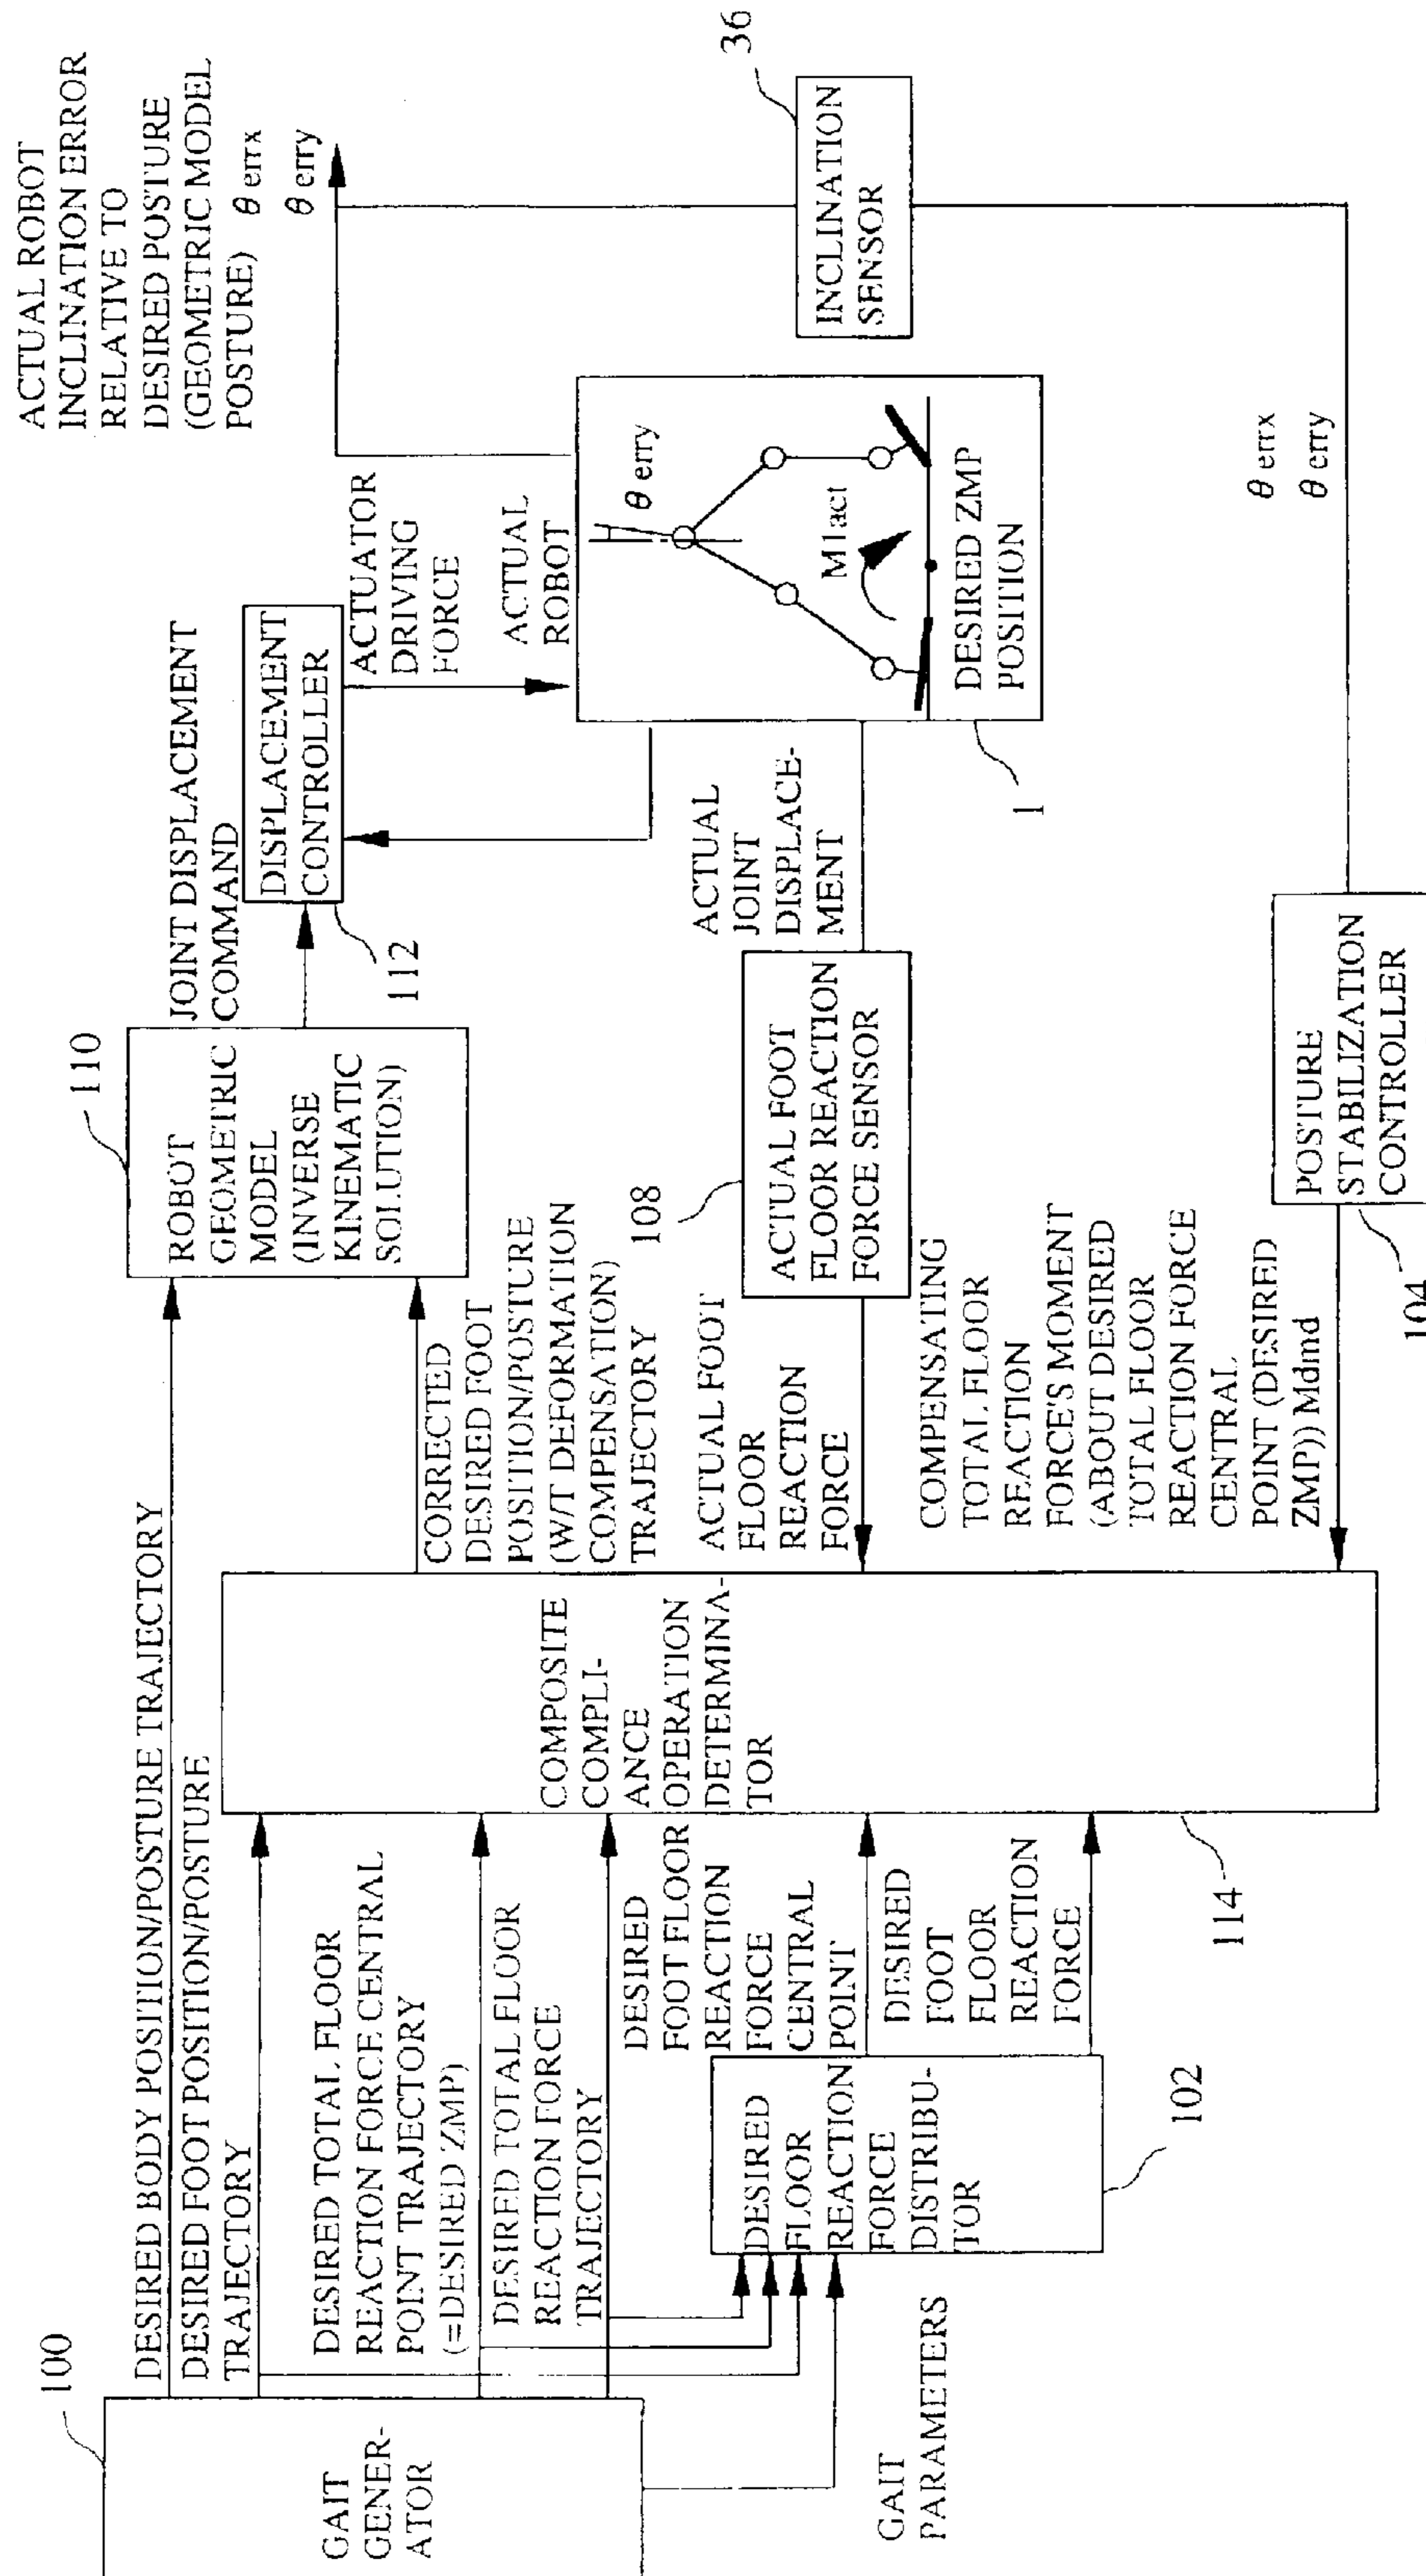 100
GAIT
GENER-
ATOR
DESIRED BODY POSITION/POSTURE TRAJECTORY
DESIRED FOOT POSITION/POSTURE
TRAJECTORY
DESIRED TOTAL FLOOR
REACTION FORCE CENTRAL
POINT TRAJECTORY
(=DESIRED ZMP)
DESIRED TOTAL FLOOR
REACTION FORCE
TRAJECTORY
GAIT
PARAMETERS
DESIRED
FLOOR
REACTION
FORCE
DISTRIBU-
TOR
102
DESIRED
FOOT FLOOR
REACTION
FORCE
CENTRAL
POINT
DESIRED
FOOT
FLOOR
REACTION
FORCE
COMPOSITE
COMPLI-
ANCE
OPERATION
DETERMINA-
TOR
114
CORRECTED
DESIRED FOOT
POSITION/POSTURE
(W/T DEFORMATION
COMPENSATION)
TRAJECTORY
110
ROBOT
GEOMETRIC
MODEL
(INVERSE
KINEMATIC
SOLUTION)
JOINT DISPLACEMENT
COMMAND
DISPLACEMENT
CONTROLLER
112
ACTUATOR
DRIVING
FORCE
ACTUAL
ROBOT
θ erry
M1act
DESIRED ZMP
POSITION
1
ACTUAL
JOINT
DISPLACE-
MENT
108
ACTUAL FOOT
FLOOR REACTION
FORCE SENSOR
ACTUAL FOOT
FLOOR
REACTION
FORCE
COMPENSATING
TOTAL FLOOR
REACTION
FORCE'S MOMENT
(ABOUT DESIRED
TOTAL FLOOR
REACTION FORCE
CENTRAL
POINT (DESIRED
ZMP)) Mdmd
POSTURE
STABILIZATION
CONTROLLER
104
θ errx
θ erry
INCLINATION
SENSOR
36
ACTUAL ROBOT
INCLINATION ERROR
RELATIVE TO
DESIRED POSTURE
(GEOMETRIC MODEL
POSTURE)
θ errx
θ erry